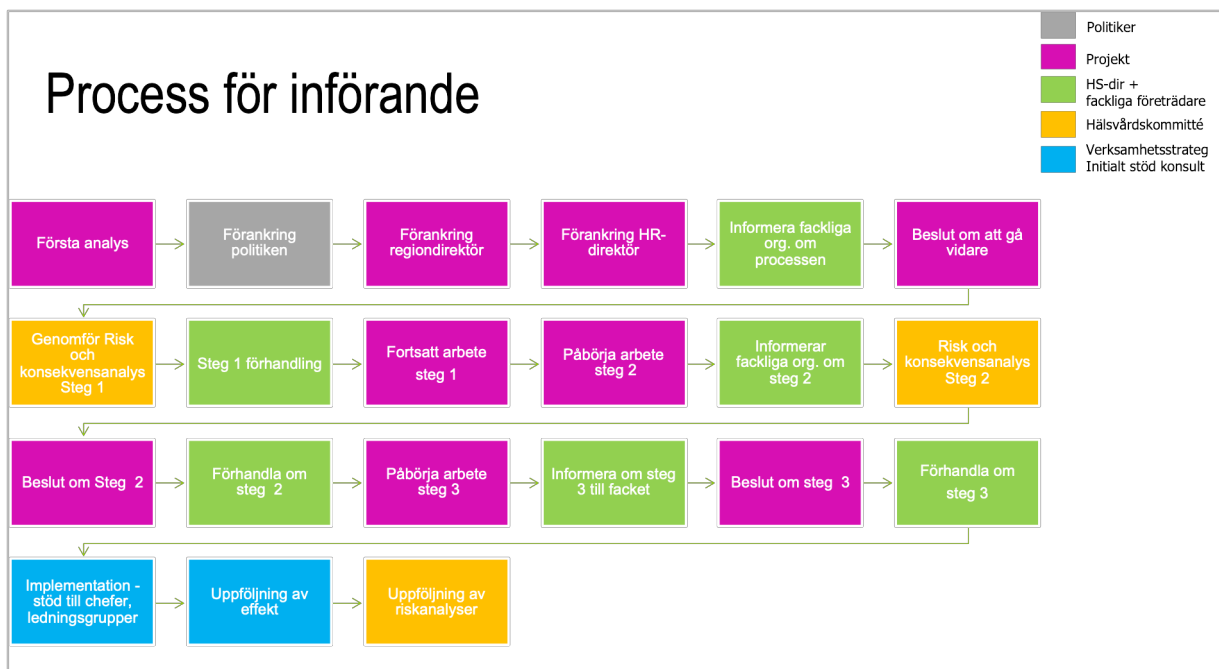 Politiker
Projekt
HS-dir +
fackliga företrädare
Hälsvårdskommitté
Verksamhetsstrateg
Initialt stöd konsult
Process för införande
Första analys
Förankring
politiken
Förankring
regiondirektör
Förankring HR-
direktör
Informera fackliga
org. om
processen
Beslut om att gå
vidare
Genomför Risk
och
konsekvensanalys
Steg 1
Steg 1 förhandling
Fortsatt arbete
steg 1
Påbörja arbete
steg 2
Informerar
fackliga org. om
steg 2
Risk och
konsekvensanalys
Steg 2
Beslut om Steg 2
Förhandla om
steg 2
Påbörja arbete
steg 3
Informera om steg
3 till facket
Beslut om steg 3
Förhandla om
steg 3
Implementation -
stöd till chefer,
ledningsgrupper
Uppföljning av
effekt
Uppföljning av
riskanalyser